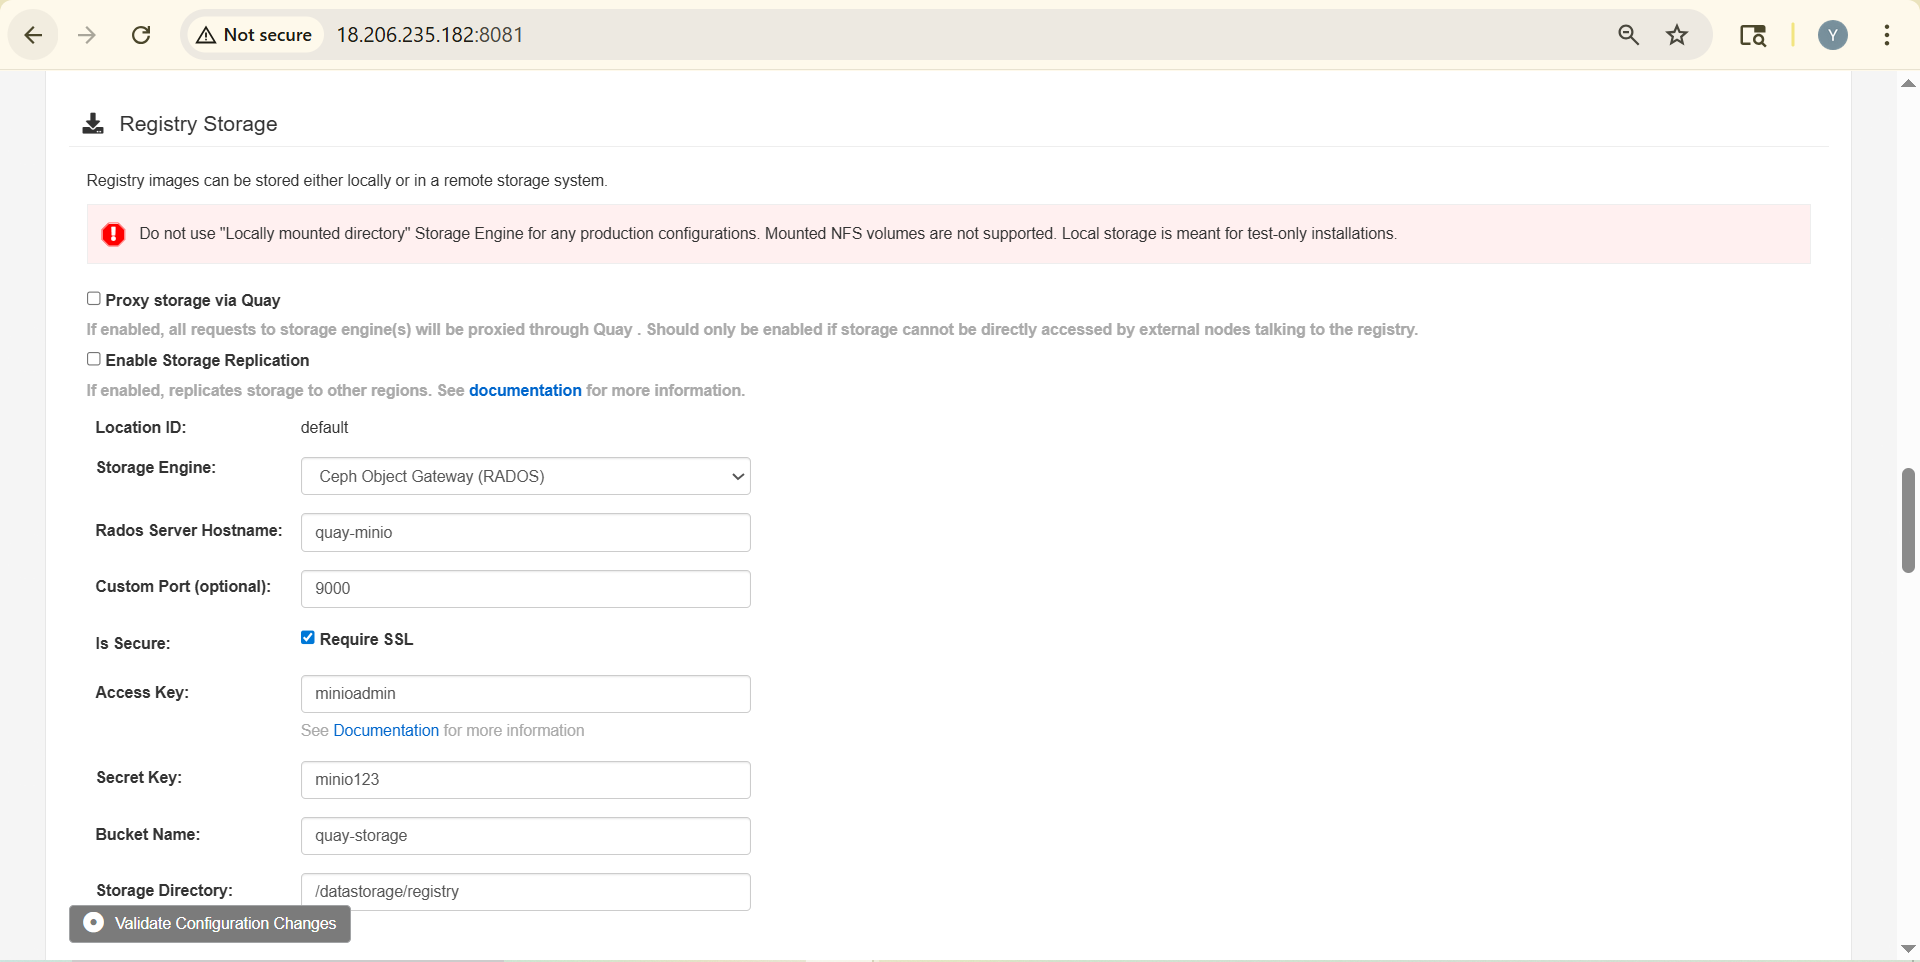 Not secure 18.206.235.182:8081
Y
Registry Storage
Registry images can be stored either locally or in a remote storage system.
Do not use "Locally mounted directory" Storage Engine for any production configurations. Mounted NFS volumes are not supported. Local storage is meant for test-only installations.
Proxy storage via Quay
If enabled, all requests to storage engine(s) will be proxied through Quay . Should only be enabled if storage cannot be directly accessed by external nodes talking to the registry.
Enable Storage Replication
If enabled, replicates storage to other regions. See documentation for more information.
Location ID: default
Storage Engine: Ceph Object Gateway (RADOS)
Rados Server Hostname: quay-minio
Custom Port (optional): 9000
Is Secure: Require SSL
Access Key: minioadmin
See Documentation for more information
Secret Key: minio123
Bucket Name: quay-storage
Storage Directory: /datastorage/registry
Validate Configuration Changes